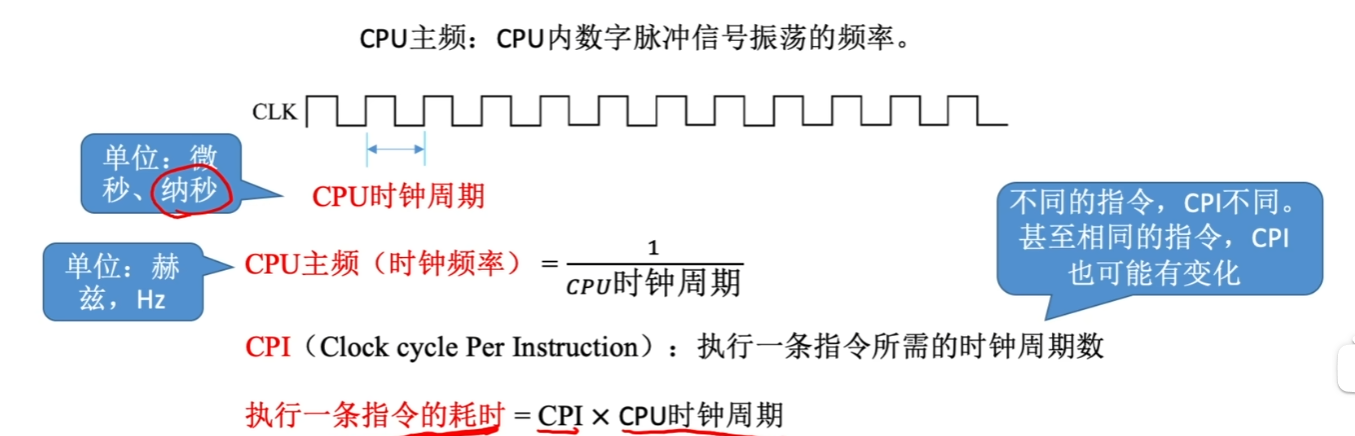 CPU主频：CPU内数字脉冲信号振荡的频率。
CLK
单位：微
秒、纳秒
CPU时钟周期
不同的指令，CPI不同。
甚至相同的指令，CPI
也可能有变化
单位：赫
兹，Hz
CPU主频（时钟频率）=
1
CPU时钟周期
CPI（Clock cycle Per Instruction）：执行一条指令所需的时钟周期数
执行一条指令的耗时 = CPI × CPU时钟周期